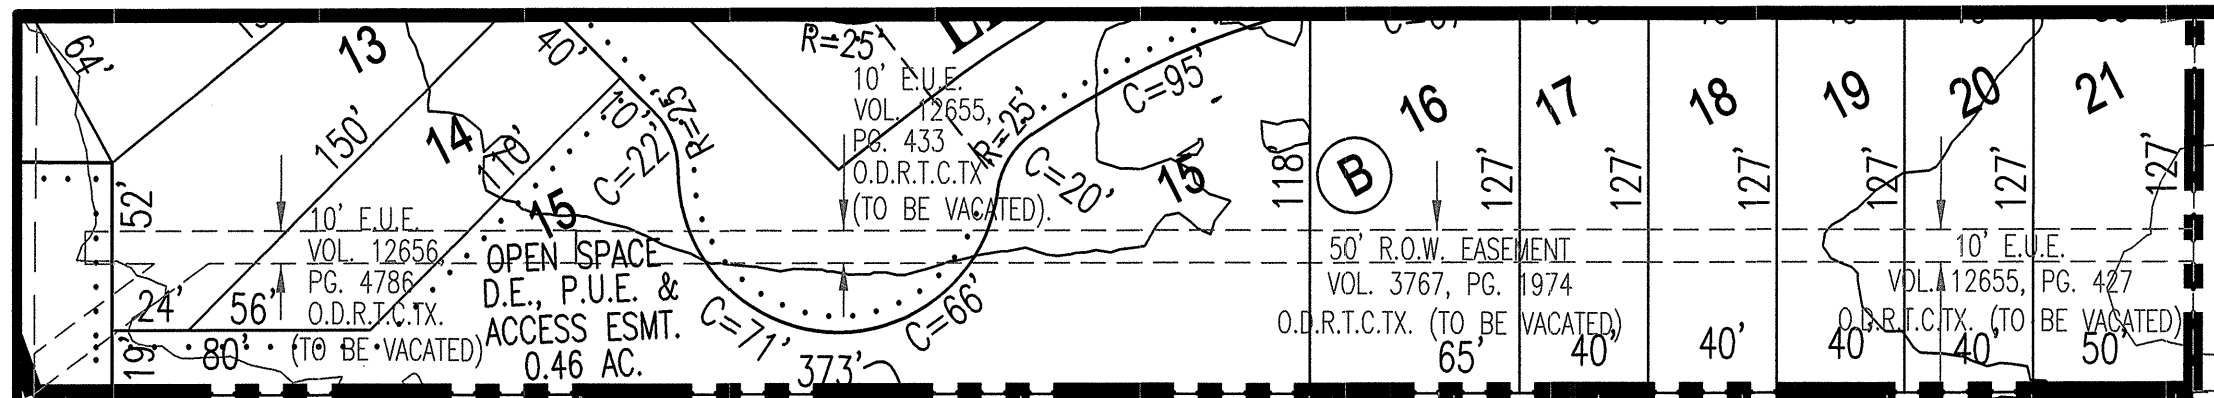 64'
13
40'
R=25'
10' E.U.E.
VOL. 12655,
PG. 433
O.D.R.T.C.TX
(TO BE VACATED).
150'
14
110'
10'
R=25'
C=22'
R=25'
C=95'
C=20'
15
118'
B
16
17
18
19
20
21
127'
127'
127'
127'
127'
127'
52'
10' E.U.E.
VOL. 12656,
PG. 4786
O.D.R.T.C.TX.
(TO BE VACATED)
15
OPEN SPACE
D.E., P.U.E. &
ACCESS ESMT.
0.46 AC.
24'
56'
19'
80'
C=71'
C=66'
373'
50' R.O.W. EASEMENT
VOL. 3767, PG. 1974
O.D.R.T.C.TX. (TO BE VACATED)
10' E.U.E.
VOL. 12655, PG. 427
O.D.R.T.C.TX. (TO BE VACATED)
65'
40'
40'
40'
40'
50'